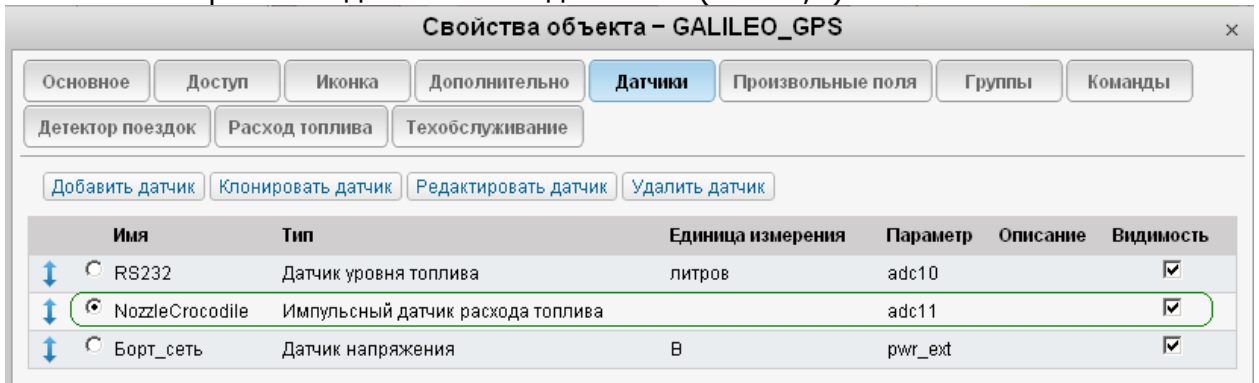 Свойства объекта – GALILEO_GPS ×
Основное Доступ Иконка Дополнительно Датчики Произвольные поля Группы Команды
Детектор поездок Расход топлива Техобслуживание
Добавить датчик Клонировать датчик Редактировать датчик Удалить датчик
Имя Тип Единица измерения Параметр Описание Видимость
RS232 Датчик уровня топлива литров adc10
NozzleCrocodile Импульсный датчик расхода топлива adc11
Борт_сеть Датчик напряжения В pwr_ext